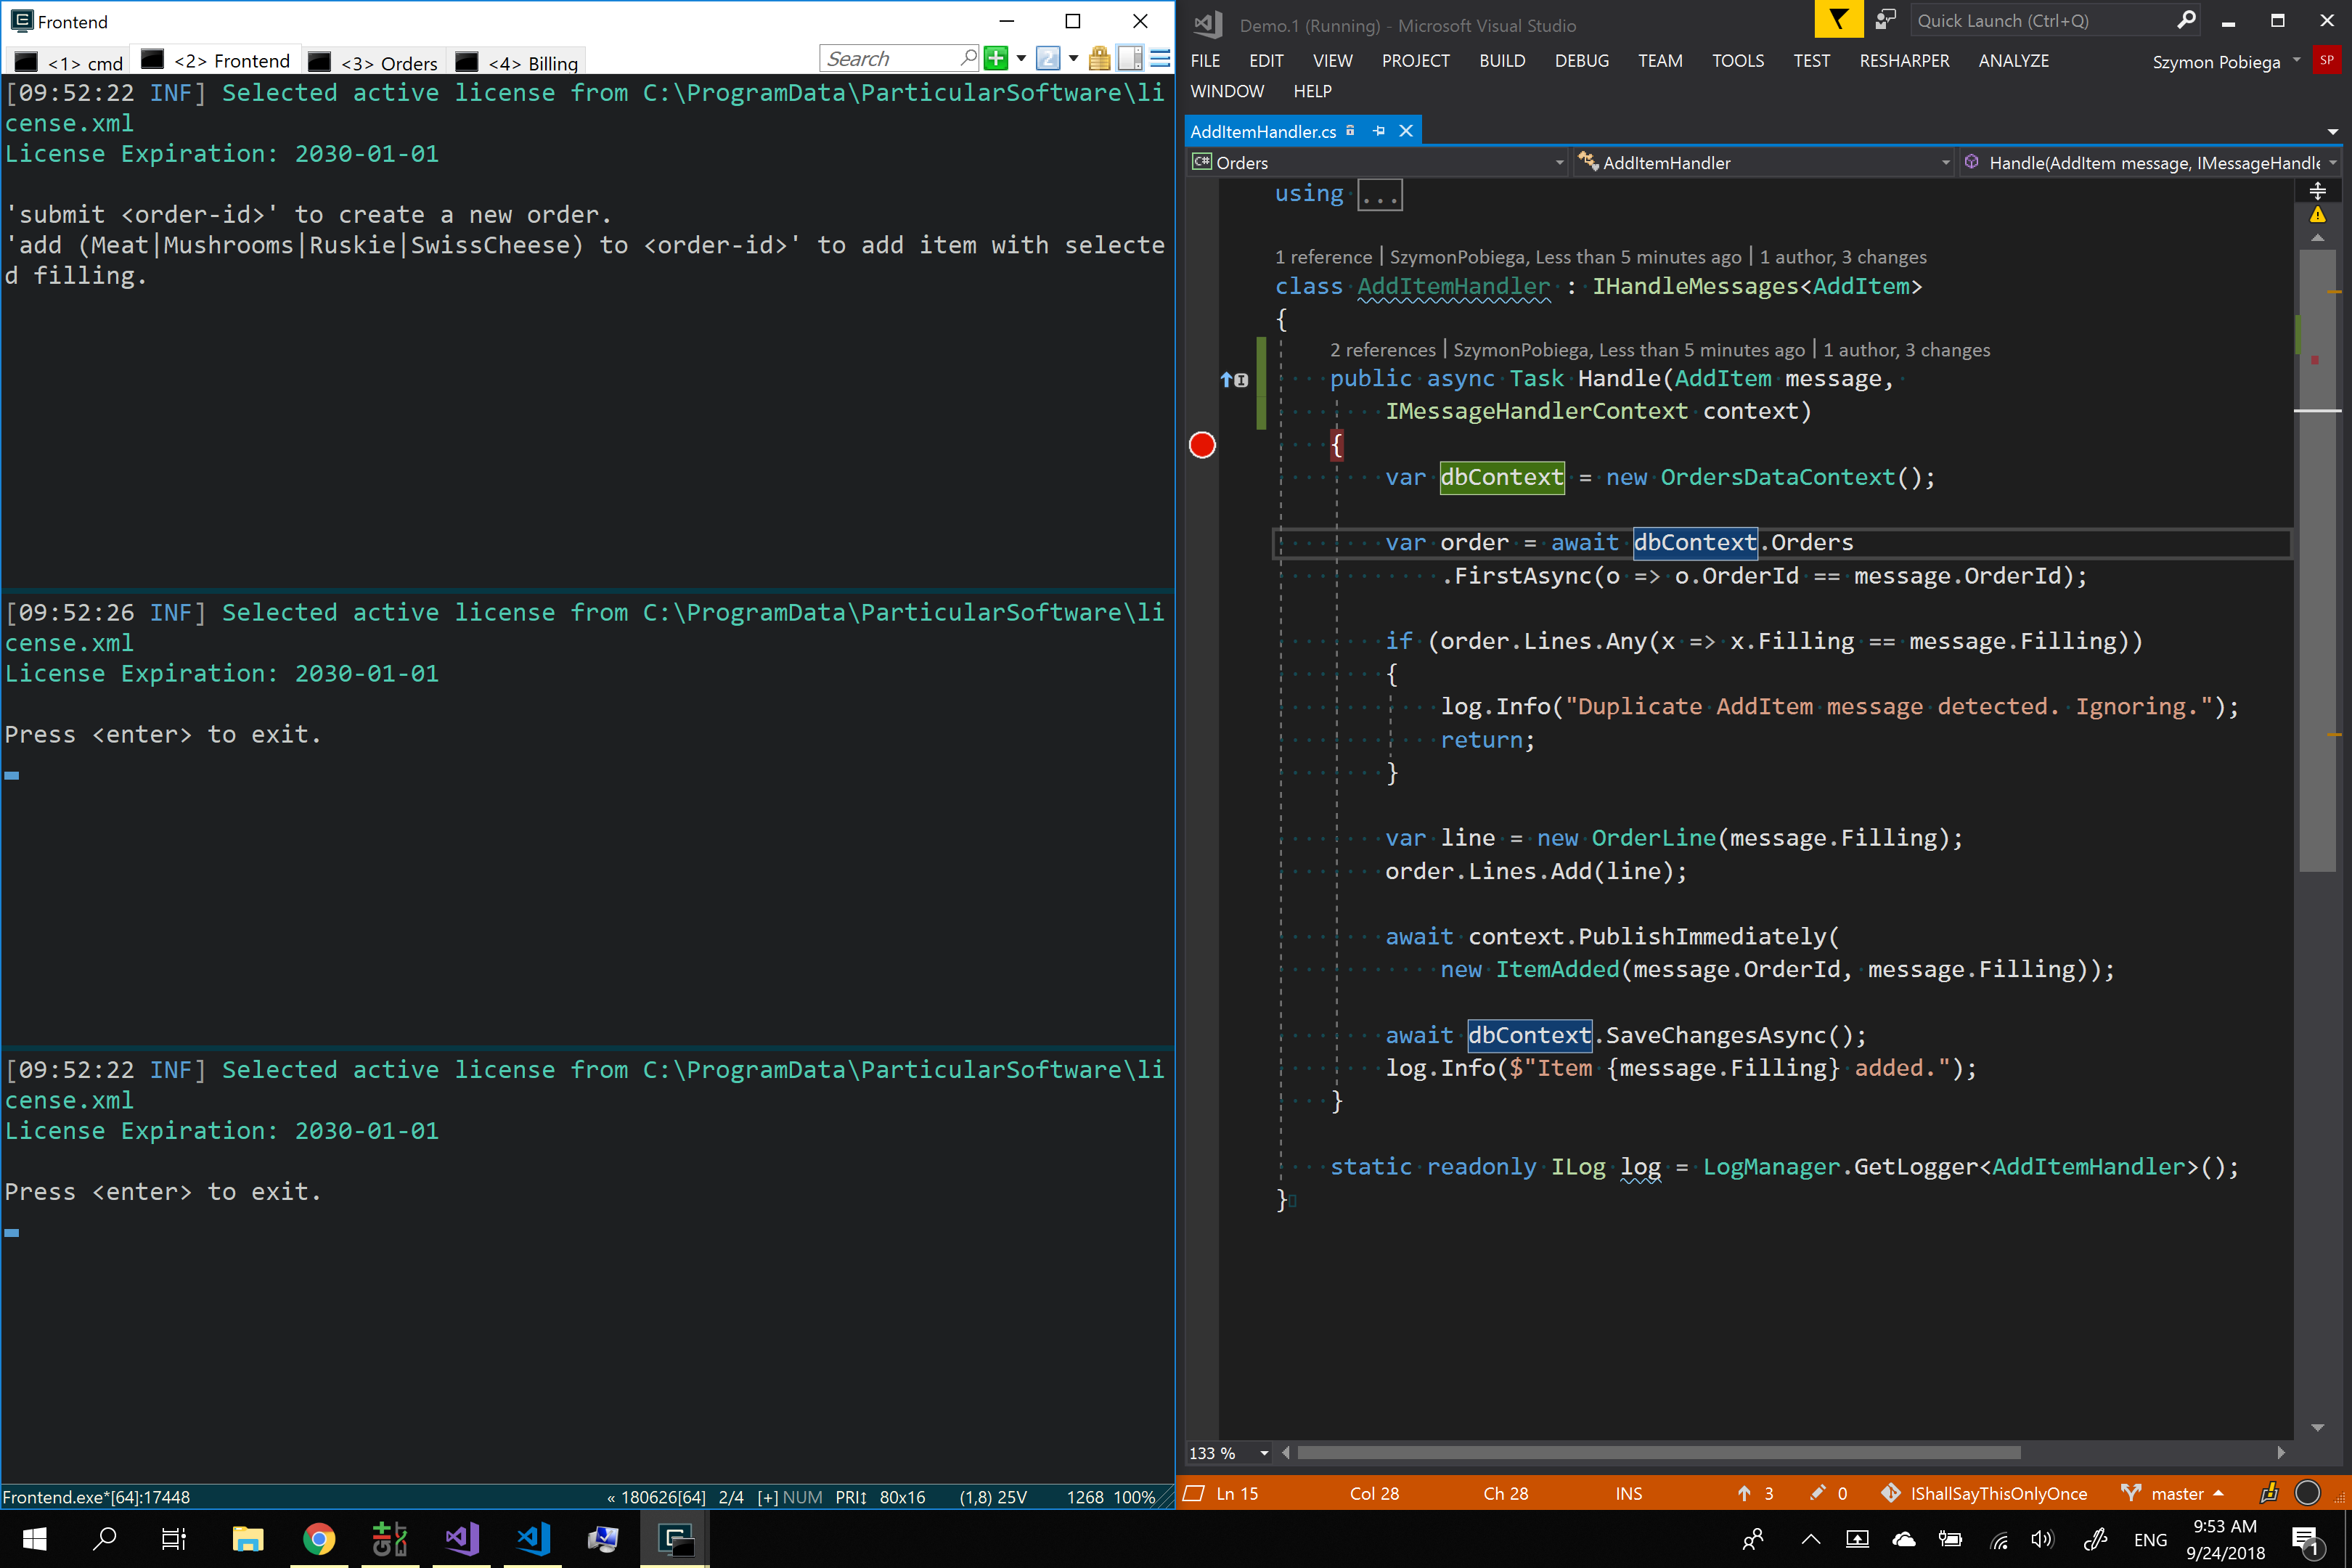 Frontend
<1> cmd
<2> Frontend
<3> Orders
<4> Billing
Search
2
[09:52:22 INF] Selected active license from C:\ProgramData\ParticularSoftware\li
cense.xml
License Expiration: 2030-01-01
'submit <order-id>' to create a new order.
'add (Meat|Mushrooms|Ruskie|SwissCheese) to <order-id>' to add item with selecte
d filling.
[09:52:26 INF] Selected active license from C:\ProgramData\ParticularSoftware\li
cense.xml
License Expiration: 2030-01-01
Press <enter> to exit.
[09:52:22 INF] Selected active license from C:\ProgramData\ParticularSoftware\li
cense.xml
License Expiration: 2030-01-01
Press <enter> to exit.
Frontend.exe*[64]:17448
« 180626[64] 2/4 [+] NUM PRI↕ 80x16 (1,8) 25V 1268 100%
Demo.1 (Running) - Microsoft Visual Studio
Quick Launch (Ctrl+Q)
FILE EDIT VIEW PROJECT BUILD DEBUG TEAM TOOLS TEST RESHARPER ANALYZE
Szymon Pobiega SP
WINDOW HELP
AddItemHandler.cs
C# Orders
AddItemHandler
Handle(AddItem message, IMessageHandle
using ...
1 reference | SzymonPobiega, Less than 5 minutes ago | 1 author, 3 changes
class AddItemHandler : IHandleMessages<AddItem>
{
2 references | SzymonPobiega, Less than 5 minutes ago | 1 author, 3 changes
public async Task Handle(AddItem message,
IMessageHandlerContext context)
{
var dbContext = new OrdersDataContext();
var order = await dbContext.Orders
.FirstAsync(o => o.OrderId == message.OrderId);
if (order.Lines.Any(x => x.Filling == message.Filling))
{
log.Info("Duplicate AddItem message detected. Ignoring.");
return;
}
var line = new OrderLine(message.Filling);
order.Lines.Add(line);
await context.PublishImmediately(
new ItemAdded(message.OrderId, message.Filling));
await dbContext.SaveChangesAsync();
log.Info($"Item {message.Filling} added.");
}
static readonly ILog log = LogManager.GetLogger<AddItemHandler>();
}
133 %
Ln 15 Col 28 Ch 28 INS 3 0 IShallSayThisOnlyOnce master
ENG
9:53 AM
9/24/2018
1